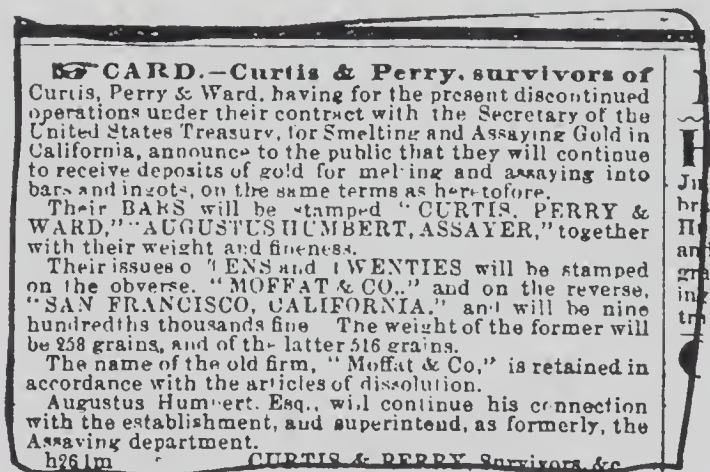 ☞ CARD.—Curtis & Perry, survivors of
Curtis, Perry & Ward, having for the present discontinued
operations under their contract with the Secretary of the
United States Treasury, for Smelting and Assaying Gold in
California, announce to the public that they will continue
to receive deposits of gold for melting and assaying into
bars and ingots, on the same terms as heretofore.
Their BARS will be stamped "CURTIS, PERRY &
WARD," "AUGUSTUS HUMBERT, ASSAYER," together
with their weight and fineness.
Their issues o TENS and TWENTIES will be stamped
on the obverse, "MOFFAT & CO.," and on the reverse,
"SAN FRANCISCO, CALIFORNIA," and will be nine
hundredths thousands fine The weight of the former will
be 258 grains, and of the latter 516 grains.
The name of the old firm, "Moffat & Co," is retained in
accordance with the articles of dissolution.
Augustus Humbert, Esq., will continue his connection
with the establishment, and superintend, as formerly, the
Assaying department.
h26 1m CURTIS & PERRY, Survivors, &c